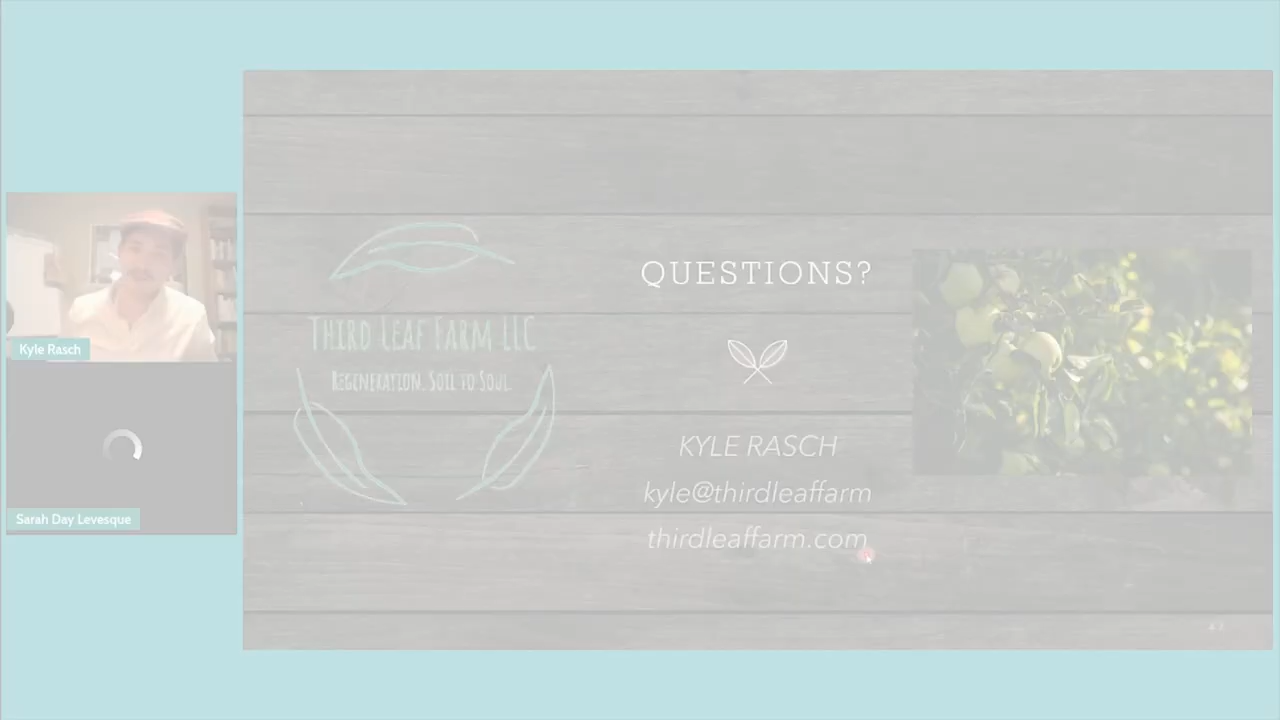 Kyle Rasch
Sarah Day Levesque
THIRD LEAF FARM LLC
REGENERATION. SOIL TO SOUL.
QUESTIONS?
KYLE RASCH
kyle@thirdleaffarm
thirdleaffarm.com